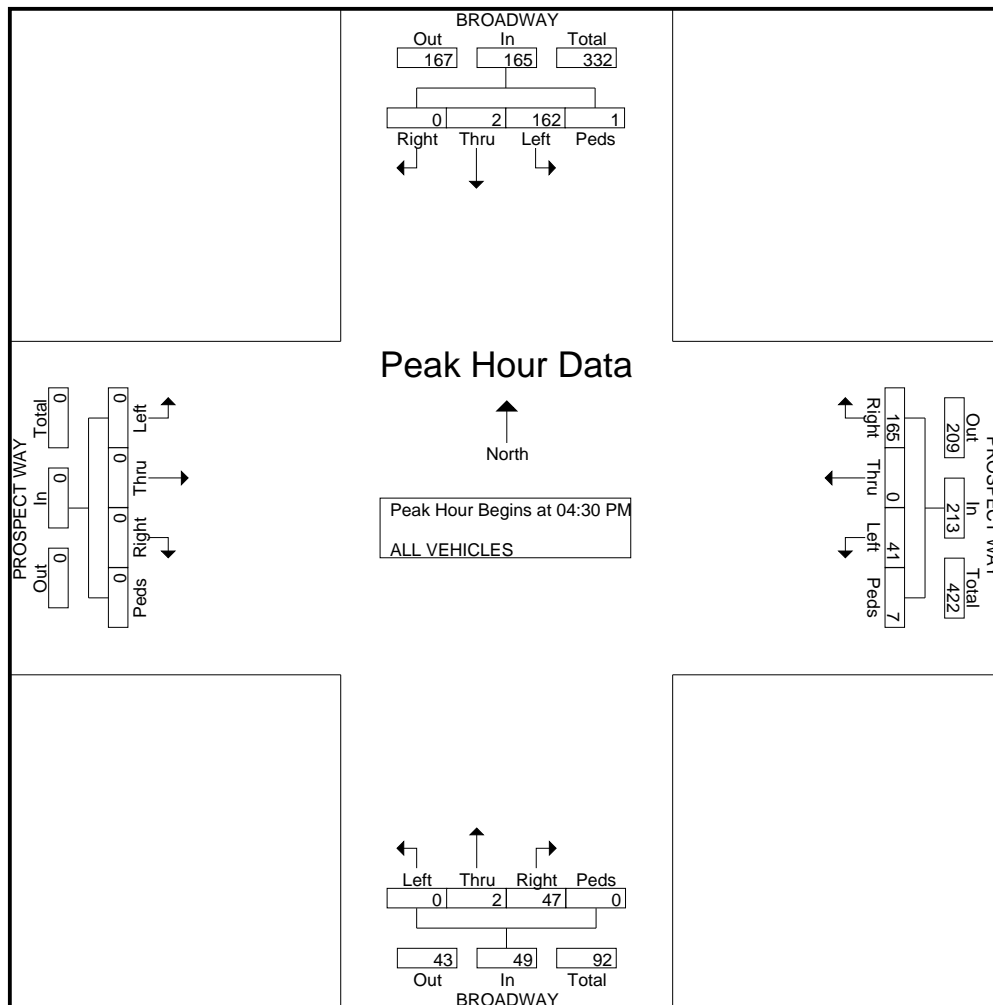 BROADWAY
Out In Total
167 165 332
0 2 162 1
Right Thru Left Peds
Peak Hour Data
North
Peak Hour Begins at 04:30 PM
ALL VEHICLES
PROSPECT WAY
Out In Total
0 0 0
0 0 0 0
Peds Right Thru Left
PROSPECT WAY
Out In Total
209 213 422
165 0 41 7
Right Thru Left Peds
Left Thru Right Peds
0 2 47 0
43 49 92
Out In Total
BROADWAY